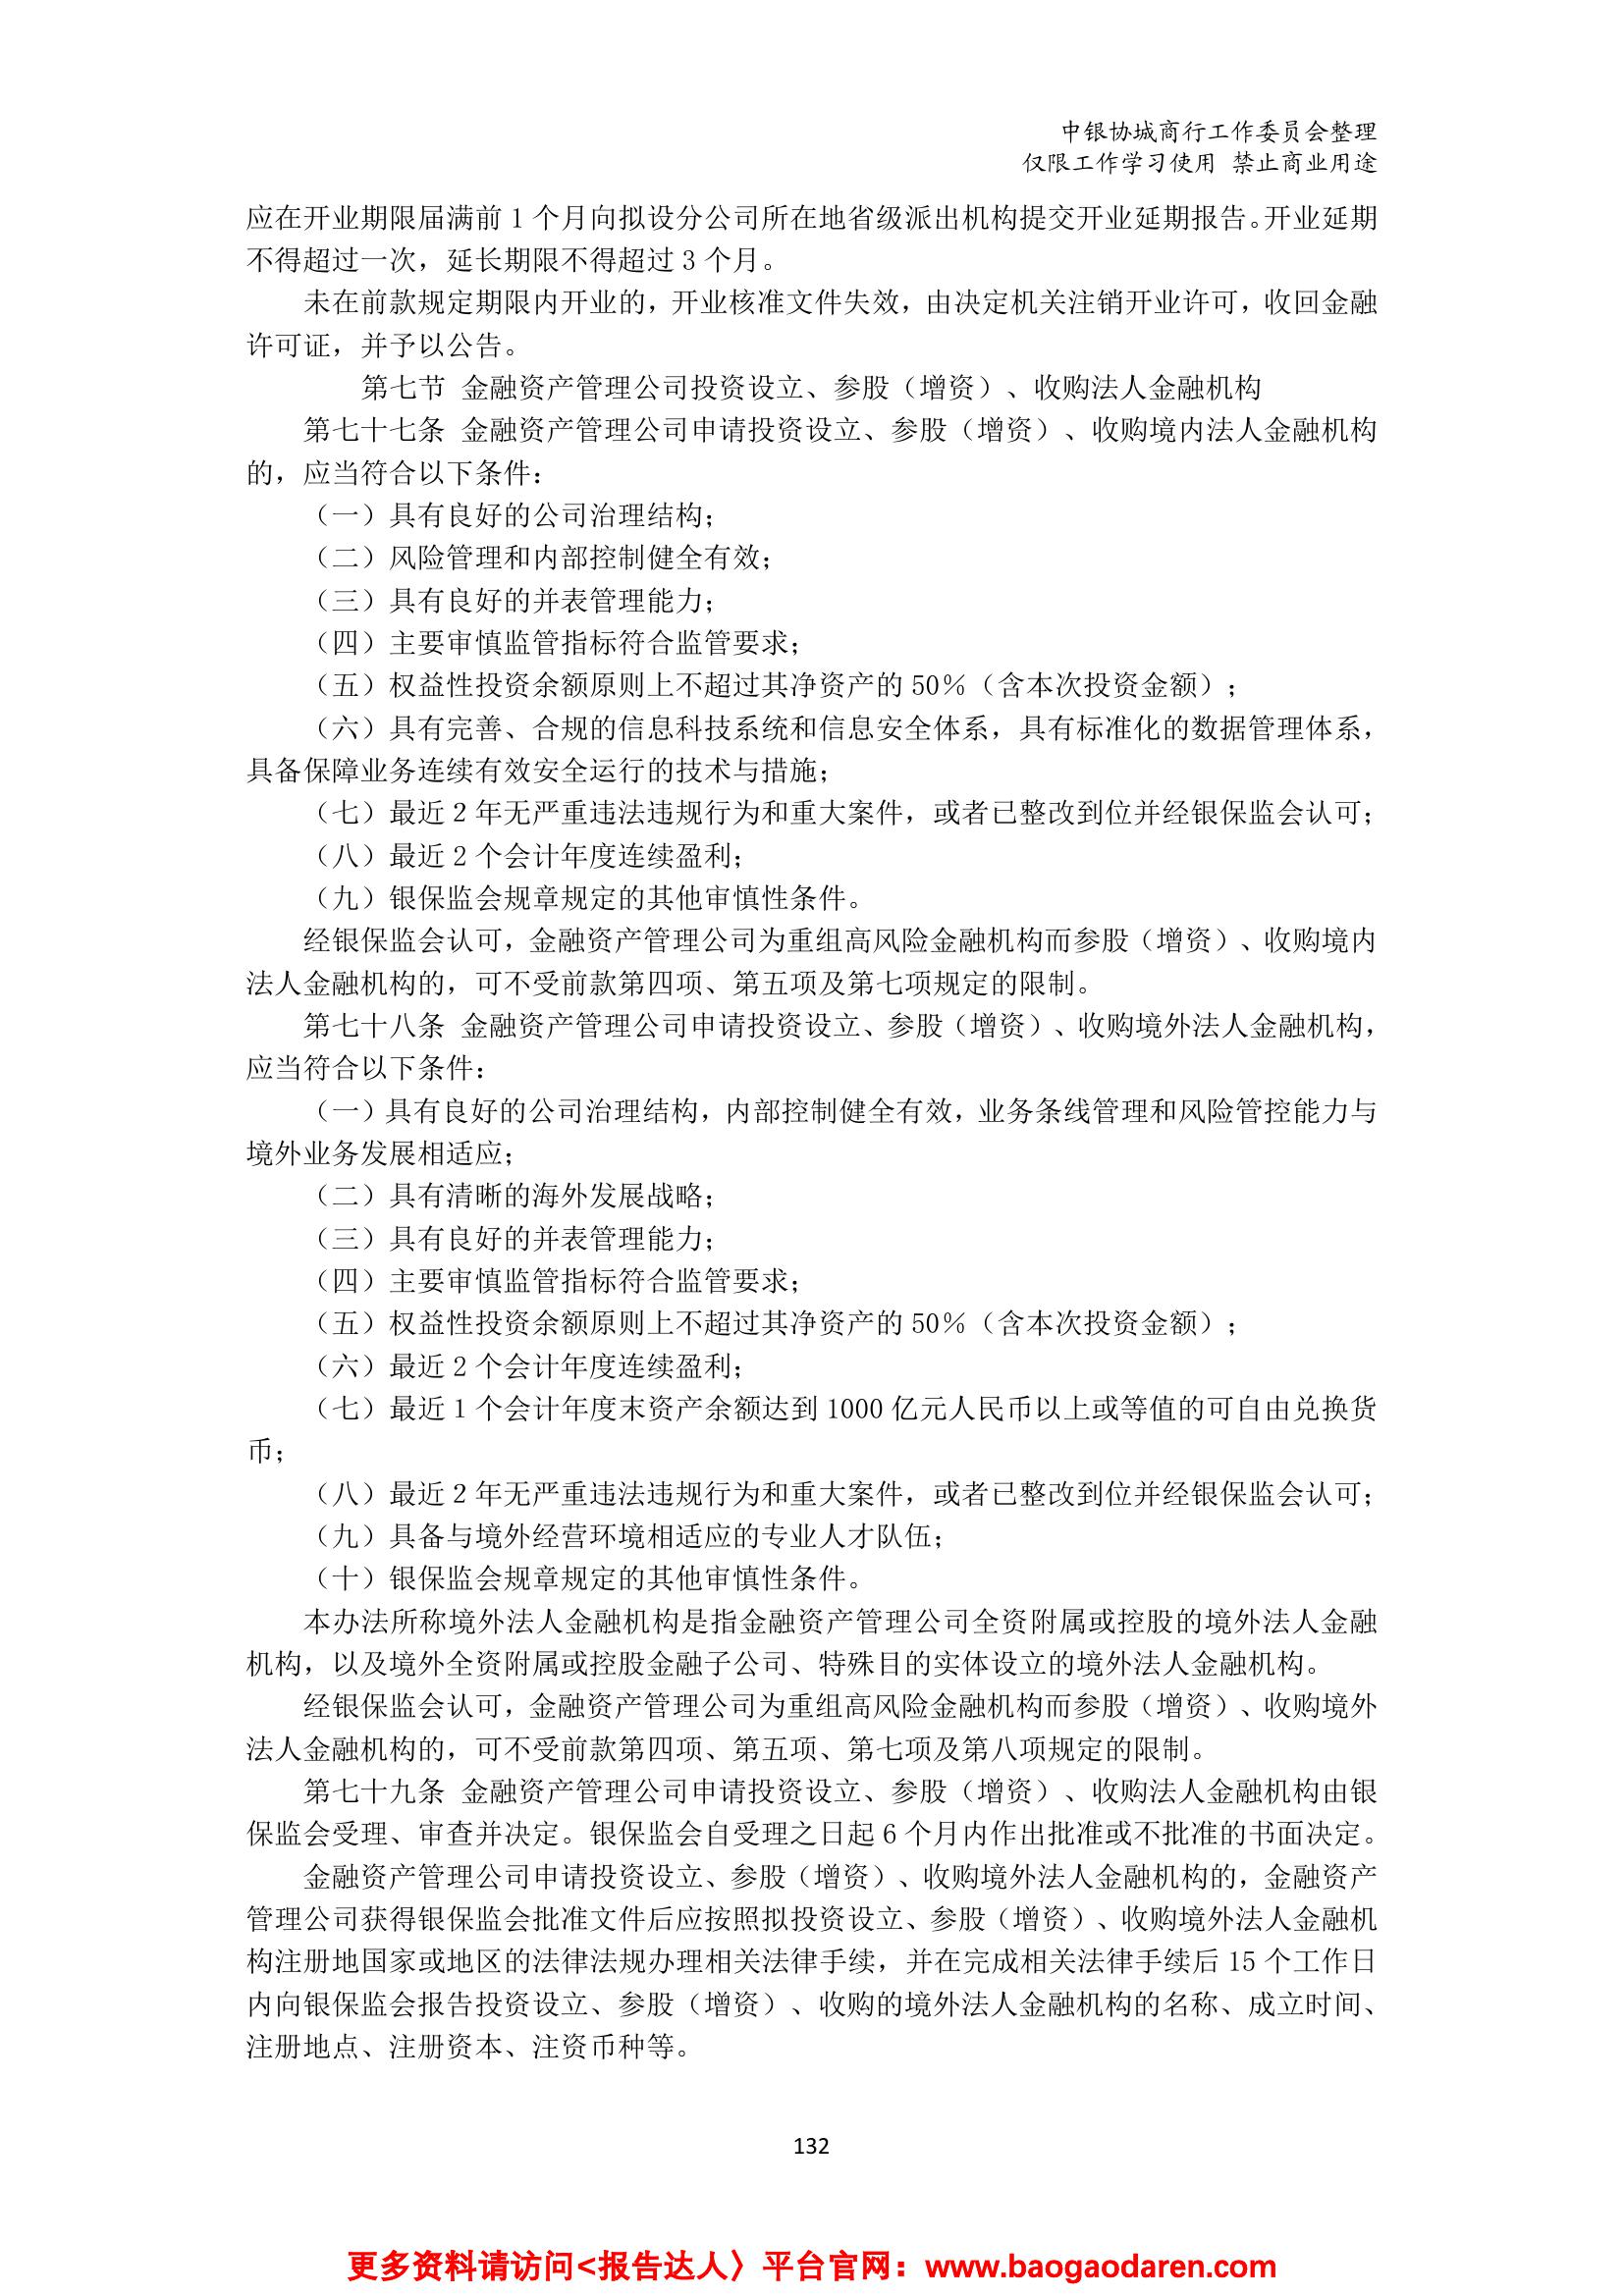 中银协城商行工作委员会整理
仅限工作学习使用 禁止商业用途
应在开业期限届满前 1 个月向拟设分公司所在地省级派出机构提交开业延期报告。开业延期
不得超过一次，延长期限不得超过 3 个月。
未在前款规定期限内开业的，开业核准文件失效，由决定机关注销开业许可，收回金融
许可证，并予以公告。
第七节 金融资产管理公司投资设立、参股（增资）、收购法人金融机构
第七十七条 金融资产管理公司申请投资设立、参股（增资）、收购境内法人金融机构
的，应当符合以下条件：
（一）具有良好的公司治理结构；
（二）风险管理和内部控制健全有效；
（三）具有良好的并表管理能力；
（四）主要审慎监管指标符合监管要求；
（五）权益性投资余额原则上不超过其净资产的 50％（含本次投资金额）；
（六）具有完善、合规的信息科技系统和信息安全体系，具有标准化的数据管理体系，
具备保障业务连续有效安全运行的技术与措施；
（七）最近 2 年无严重违法违规行为和重大案件，或者已整改到位并经银保监会认可；
（八）最近 2 个会计年度连续盈利；
（九）银保监会规章规定的其他审慎性条件。
经银保监会认可，金融资产管理公司为重组高风险金融机构而参股（增资）、收购境内
法人金融机构的，可不受前款第四项、第五项及第七项规定的限制。
第七十八条 金融资产管理公司申请投资设立、参股（增资）、收购境外法人金融机构，
应当符合以下条件：
（一）具有良好的公司治理结构，内部控制健全有效，业务条线管理和风险管控能力与
境外业务发展相适应；
（二）具有清晰的海外发展战略；
（三）具有良好的并表管理能力；
（四）主要审慎监管指标符合监管要求；
（五）权益性投资余额原则上不超过其净资产的 50％（含本次投资金额）；
（六）最近 2 个会计年度连续盈利；
（七）最近 1 个会计年度末资产余额达到 1000 亿元人民币以上或等值的可自由兑换货
币；
（八）最近 2 年无严重违法违规行为和重大案件，或者已整改到位并经银保监会认可；
（九）具备与境外经营环境相适应的专业人才队伍；
（十）银保监会规章规定的其他审慎性条件。
本办法所称境外法人金融机构是指金融资产管理公司全资附属或控股的境外法人金融
机构，以及境外全资附属或控股金融子公司、特殊目的实体设立的境外法人金融机构。
经银保监会认可，金融资产管理公司为重组高风险金融机构而参股（增资）、收购境外
法人金融机构的，可不受前款第四项、第五项、第七项及第八项规定的限制。
第七十九条 金融资产管理公司申请投资设立、参股（增资）、收购法人金融机构由银
保监会受理、审查并决定。银保监会自受理之日起 6 个月内作出批准或不批准的书面决定。
金融资产管理公司申请投资设立、参股（增资）、收购境外法人金融机构的，金融资产
管理公司获得银保监会批准文件后应按照拟投资设立、参股（增资）、收购境外法人金融机
构注册地国家或地区的法律法规办理相关法律手续，并在完成相关法律手续后 15 个工作日
内向银保监会报告投资设立、参股（增资）、收购的境外法人金融机构的名称、成立时间、
注册地点、注册资本、注资币种等。
132
更多资料请访问<报告达人〉平台官网：www.baogaodaren.com